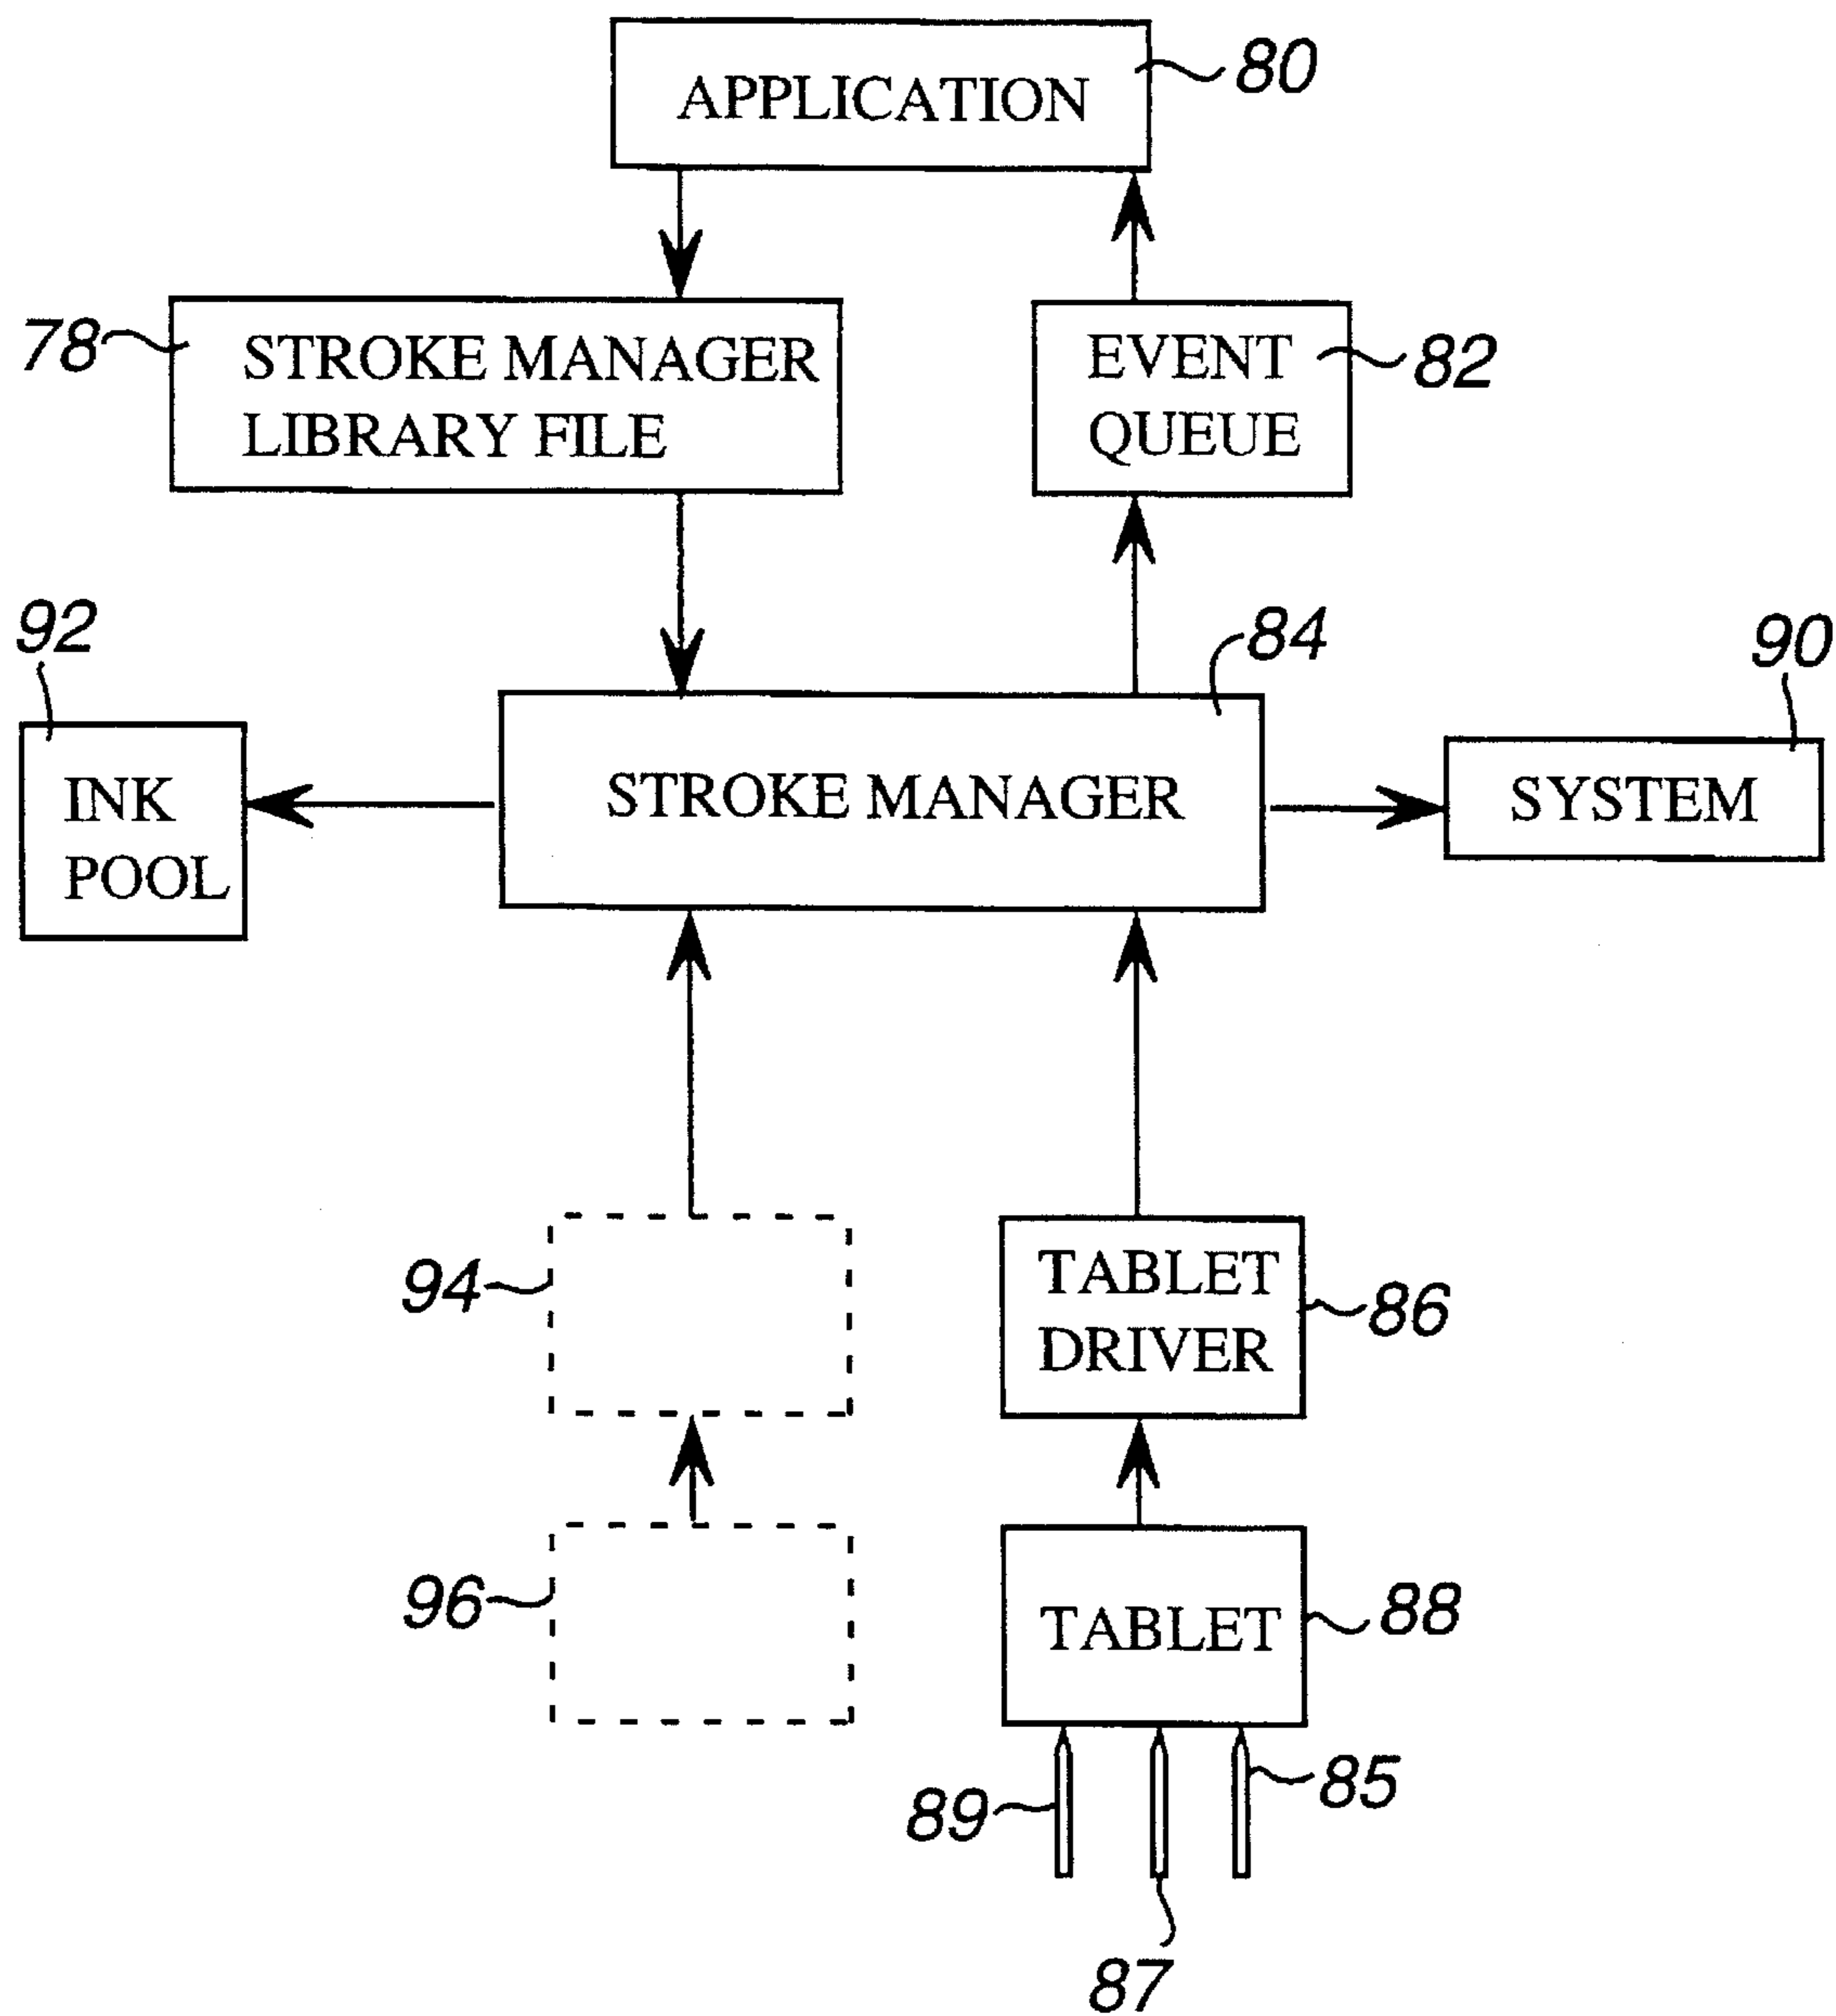 APPLICATION
80
78
STROKE MANAGER
LIBRARY FILE
EVENT
QUEUE
82
92
84
90
INK
POOL
STROKE MANAGER
SYSTEM
94
TABLET
DRIVER
86
96
TABLET
88
89
85
87